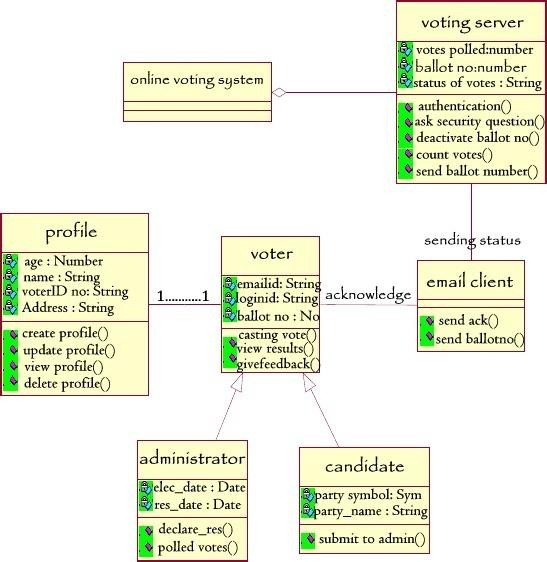 voting server
votes polled:number
ballot no:number
status of votes : String
authentication()
ask security question()
deactivate ballot no()
count votes()
send ballot number()
online voting system
sending status
profile
age : Number
name : String
voterID no: String
Address : String
create profile()
update profile()
view profile()
delete profile()
1...........1
voter
emailid: String
loginid: String
ballot no : No
casting vote()
view results()
givefeedback()
acknowledge
email client
send ack()
send ballotno()
administrator
elec_date : Date
res_date : Date
declare_res()
polled votes()
candidate
party symbol: Sym
party_name : String
submit to admin()